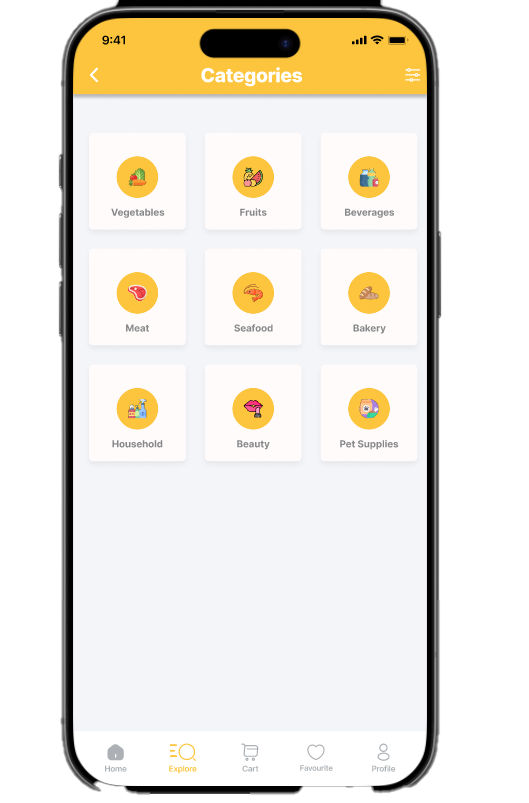 9:41
Categories
Vegetables Fruits Beverages
Meat Seafood Bakery
Household Beauty Pet Supplies
Home Explore Cart Favourite Profile